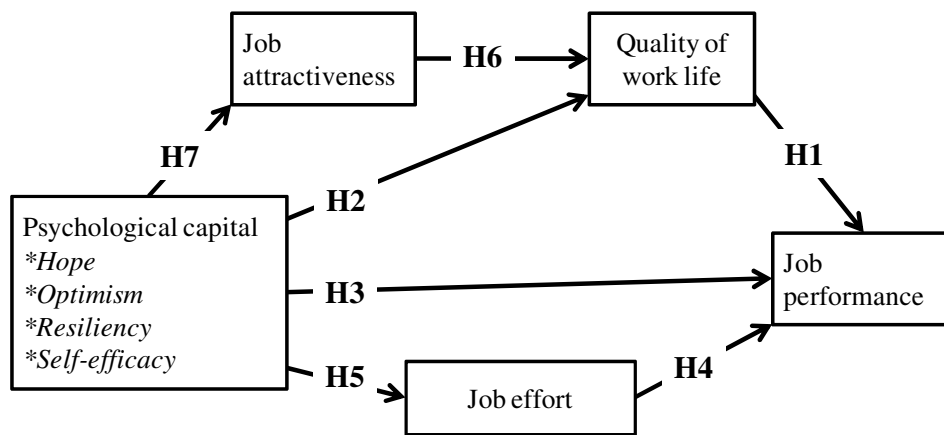 Job
attractiveness
H6
Quality of
work life
H7
H2
H1
Psychological capital
*Hope
*Optimism
*Resiliency
*Self-efficacy
H3
Job
performance
H5
H4
Job effort